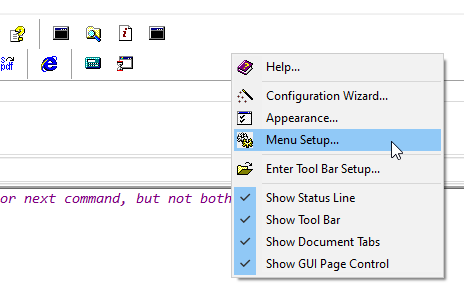 pdf
Help...
Configuration Wizard...
Appearance...
Menu Setup...
Enter Tool Bar Setup...
or next command, but not both
Show Status Line
Show Tool Bar
Show Document Tabs
Show GUI Page Control